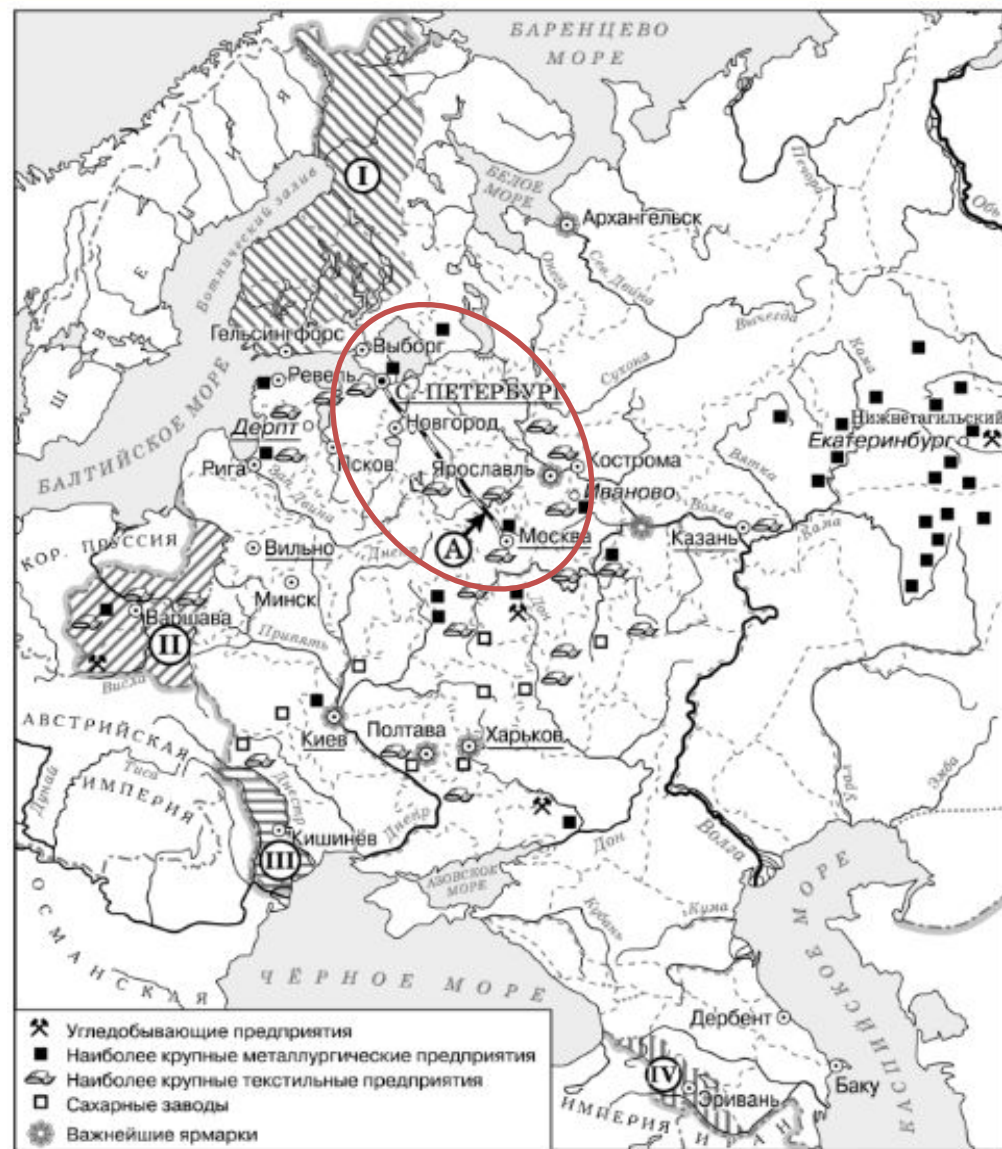 БАРЕНЦЕВО
МОРЕ
Печора
Обь
I
БЕЛОЕ
МОРЕ
Архангельск
Ботнический залив
Онега
Сев. Двина
Вычегда
Гельсингфорс
Выборг
Сухона
Кама
Ревель
С.-ПЕТЕРБУРГ
Нижнетагильский
Дерпт
Новгород
Екатеринбург
БАЛТИЙСКОЕ МОРЕ
Рига
Псков
Ярославль
Кострома
Вятка
Зап. Двина
Иваново
Волга
КОР. ПРУССИЯ
Вильно
Днепр
А
Москва
Казань
Кама
Минск
Дон
Варшава
II
Припять
Висла
АВСТРИЙСКАЯ
ИМПЕРИЯ
Киев
Полтава
Харьков
Дунай
Тиса
Днестр
Урал
Эмба
Кишинёв
Днепр
III
Дон
Волга
АЗОВСКОЕ
МОРЕ
ОСМАНСКАЯ
Кубань
Кума
ЧЁРНОЕ МОРЕ
КАСПИЙСКОЕ МОРЕ
Дербент
IV
Эривань
Баку
ИМПЕРИЯ
ИРАН
Угледобывающие предприятия
Наиболее крупные металлургические предприятия
Наиболее крупные текстильные предприятия
Сахарные заводы
Важнейшие ярмарки